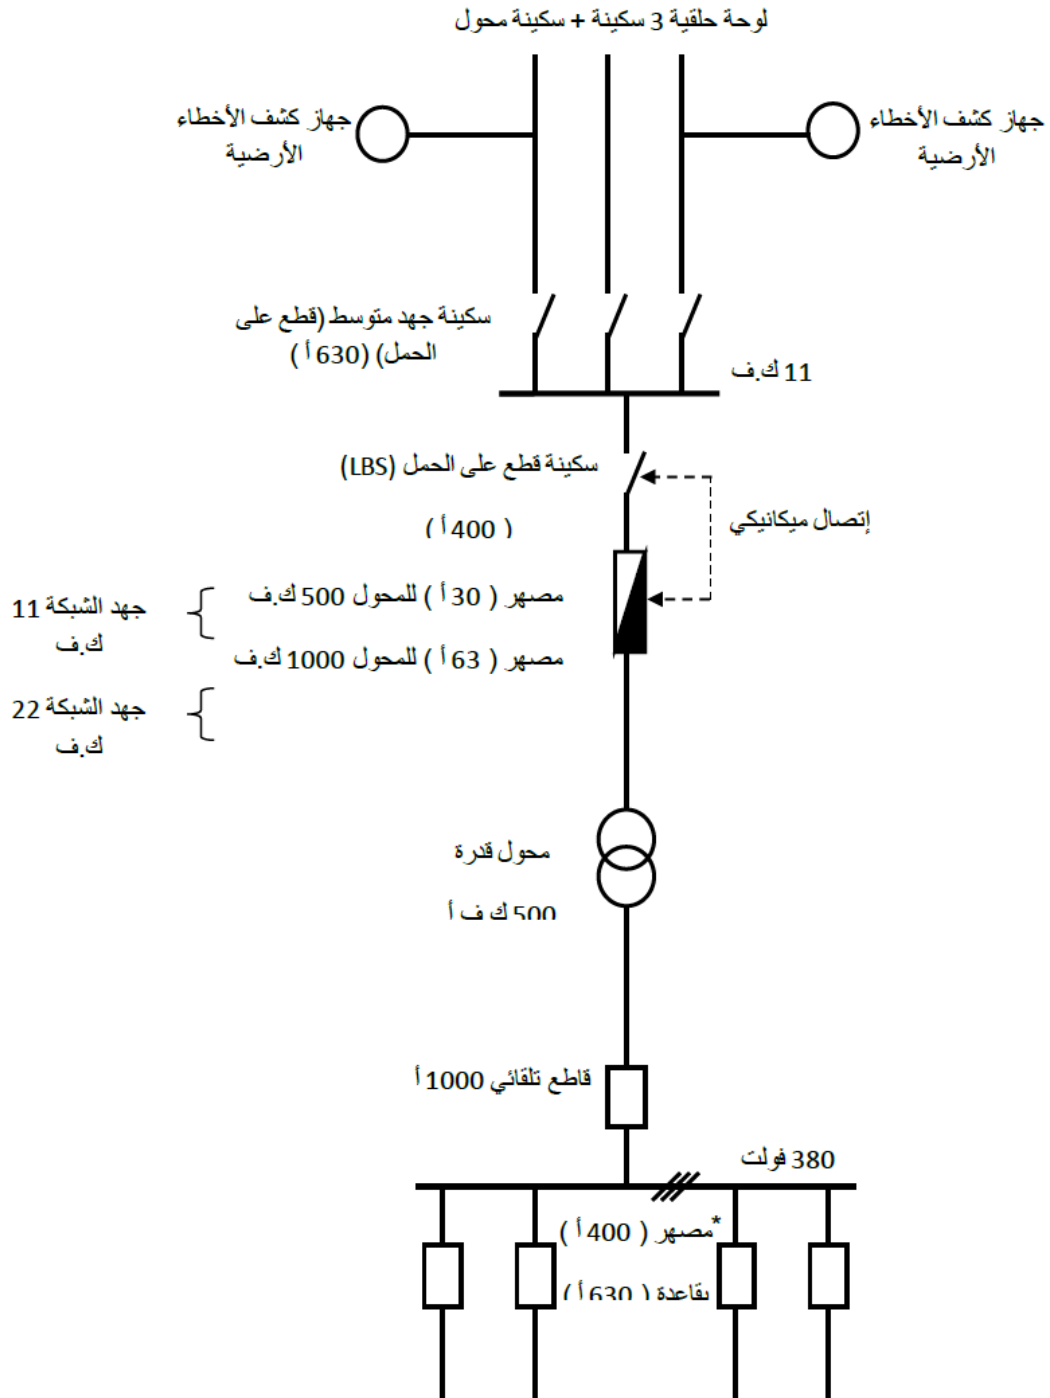 لوحة حلقية 3 سكينة + سكينة محول
جهاز كشف الأخطاء
الأرضية
جهاز كشف الأخطاء
الأرضية
سكينة جهد متوسط (قطع على
الحمل) (630 أ )
11 ك.ف
سكينة قطع على الحمل (LBS)
( 400 أ )
إتصال ميكانيكي
مصهر ( 30 أ ) للمحول 500 ك.ف
جهد الشبكة 11
ك.ف
مصهر ( 63 أ ) للمحول 1000 ك.ف
جهد الشبكة 22
ك.ف
محول قدرة
500 ك ف أ
قاطع تلقائي 1000 أ
380 فولت
*مصهر ( 400 أ )
بقاعدة ( 630 أ )